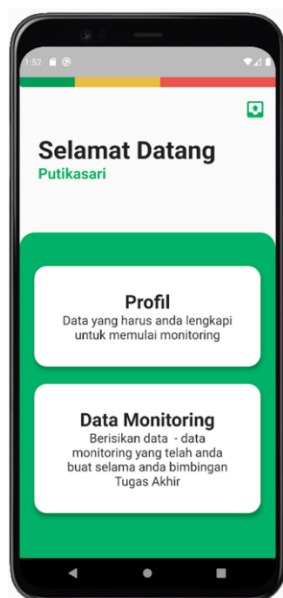 1:52
Selamat Datang
Putikasari
Profil
Data yang harus anda lengkapi
untuk memulai monitoring
Data Monitoring
Berisikan data - data
monitoring yang telah anda
buat selama anda bimbingan
Tugas Akhir